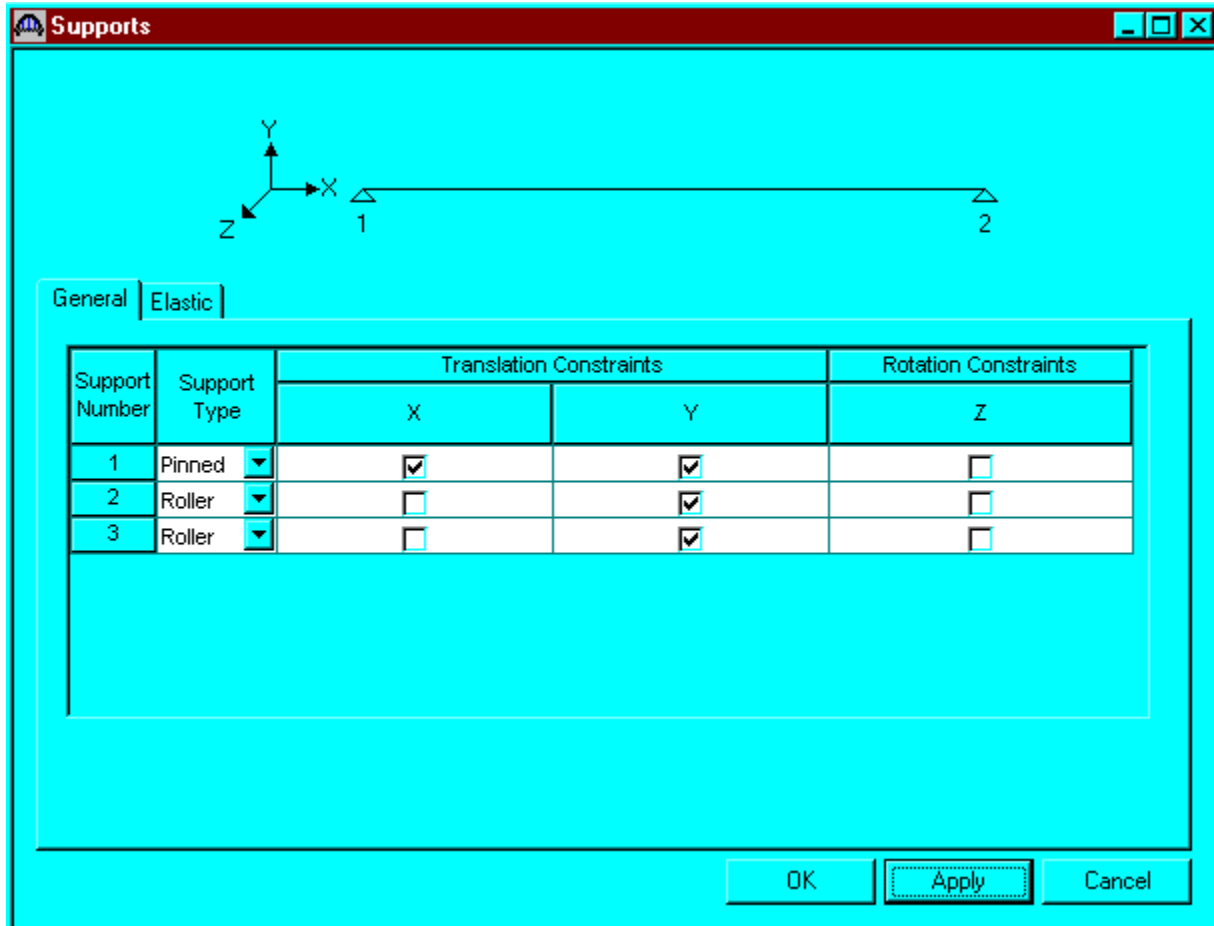 Supports
Y
X
Z
1
2
General
Elastic
Support Number
Support Type
Translation Constraints
Rotation Constraints
X
Y
Z
1 Pinned
2 Roller
3 Roller
OK
Apply
Cancel